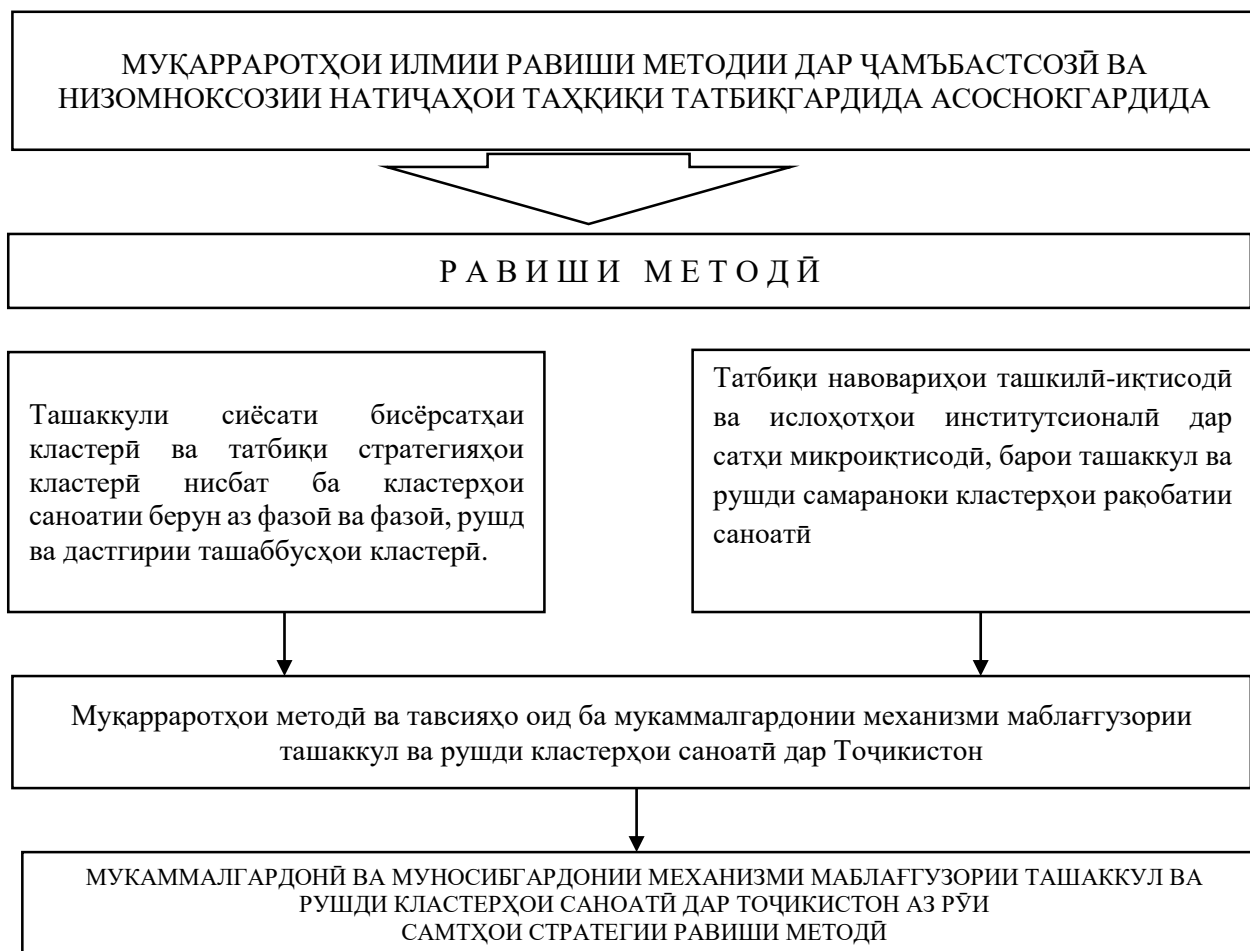 МУҚАРРАРОТҲОИ ИЛМИИ РАВИШИ МЕТОДИИ ДАР ҶАМЪБАСТСОЗӢ ВА
НИЗОМНОКСОЗИИ НАТИҶАҲОИ ТАҲҚИҚИ ТАТБИҚГАРДИДА АСОСНОКГАРДИДА
РАВИШИ МЕТОДӢ
Ташаккули сиёсати бисёрсатҳаи
кластерӣ ва татбиқи стратегияҳои
кластерӣ нисбат ба кластерҳои
саноатии берун аз фазоӣ ва фазоӣ, рушд
ва дастгирии ташаббусҳои кластерӣ.
Татбиқи навовариҳои ташкилӣ-иқтисодӣ
ва ислоҳотҳои институтсионалӣ дар
сатҳи микроиқтисодӣ, барои ташаккул ва
рушди самараноки кластерҳои рақобатии
саноатӣ
Муқарраротҳои методӣ ва тавсияҳо оид ба мукаммалгардонии механизми маблағгузории
ташаккул ва рушди кластерҳои саноатӣ дар Тоҷикистон
МУКАММАЛГАРДОНӢ ВА МУНОСИБГАРДОНИИ МЕХАНИЗМИ МАБЛАҒГУЗОРИИ ТАШАККУЛ ВА
РУШДИ КЛАСТЕРҲОИ САНОАТӢ ДАР ТОҶИКИСТОН АЗ РӮИ
САМТҲОИ СТРАТЕГИИ РАВИШИ МЕТОДӢ